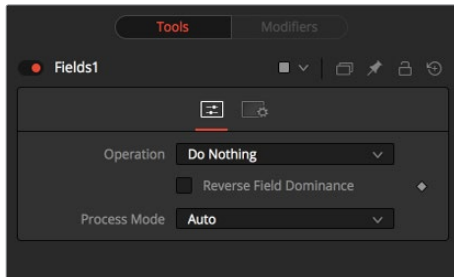 Tools Modifiers
Fields1
Operation Do Nothing
Reverse Field Dominance
Process Mode Auto